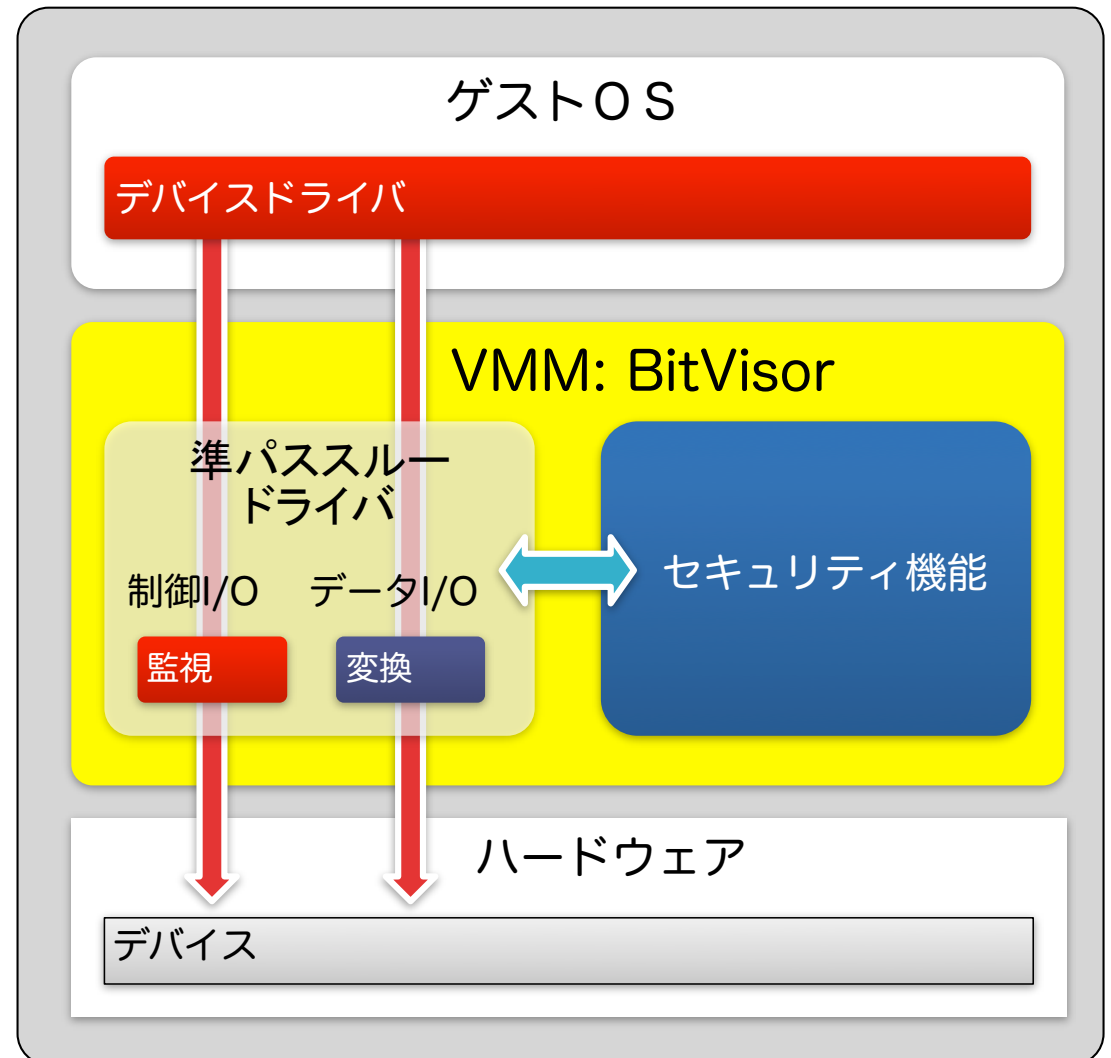 ゲストOS
デバイスドライバ
VMM: BitVisor
準パススルー
ドライバ
制御I/O
データI/O
監視
変換
セキュリティ機能
ハードウェア
デバイス